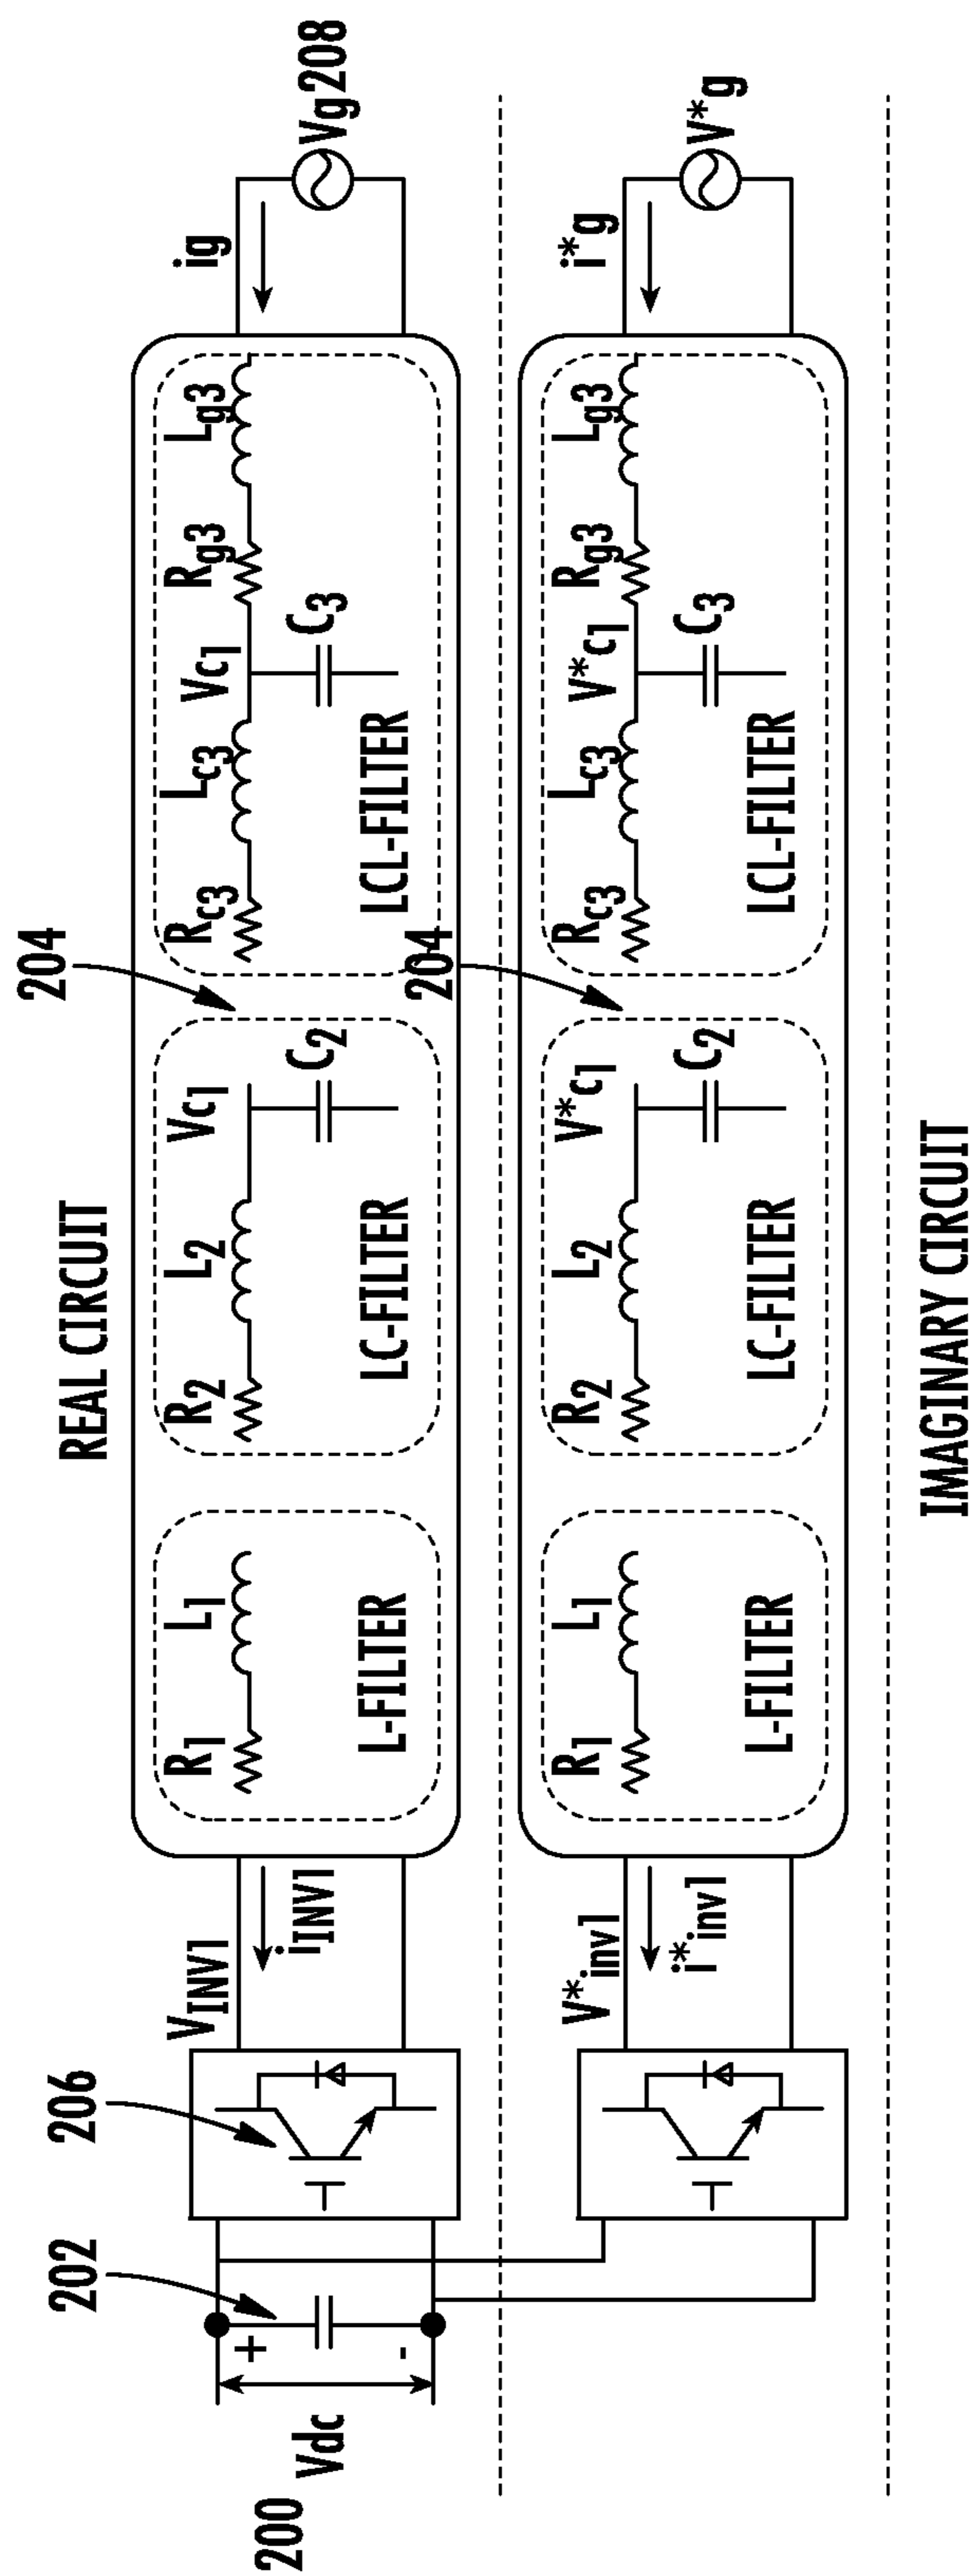 REAL CIRCUIT
200
Vdc
+
-
202
206
VINV1
iINV1
R1
L1
L-FILTER
R2
L2
Vc1
C2
LC-FILTER
204
Rc3
Lc3
Vc1
C3
Rg3
Lg3
LCL-FILTER
ig
Vg 208
V*inv1
i*inv1
R1
L1
L-FILTER
R2
L2
V*c1
C2
LC-FILTER
204
Rc3
Lc3
V*c1
C3
Rg3
Lg3
LCL-FILTER
i*g
V*g
IMAGINARY CIRCUIT